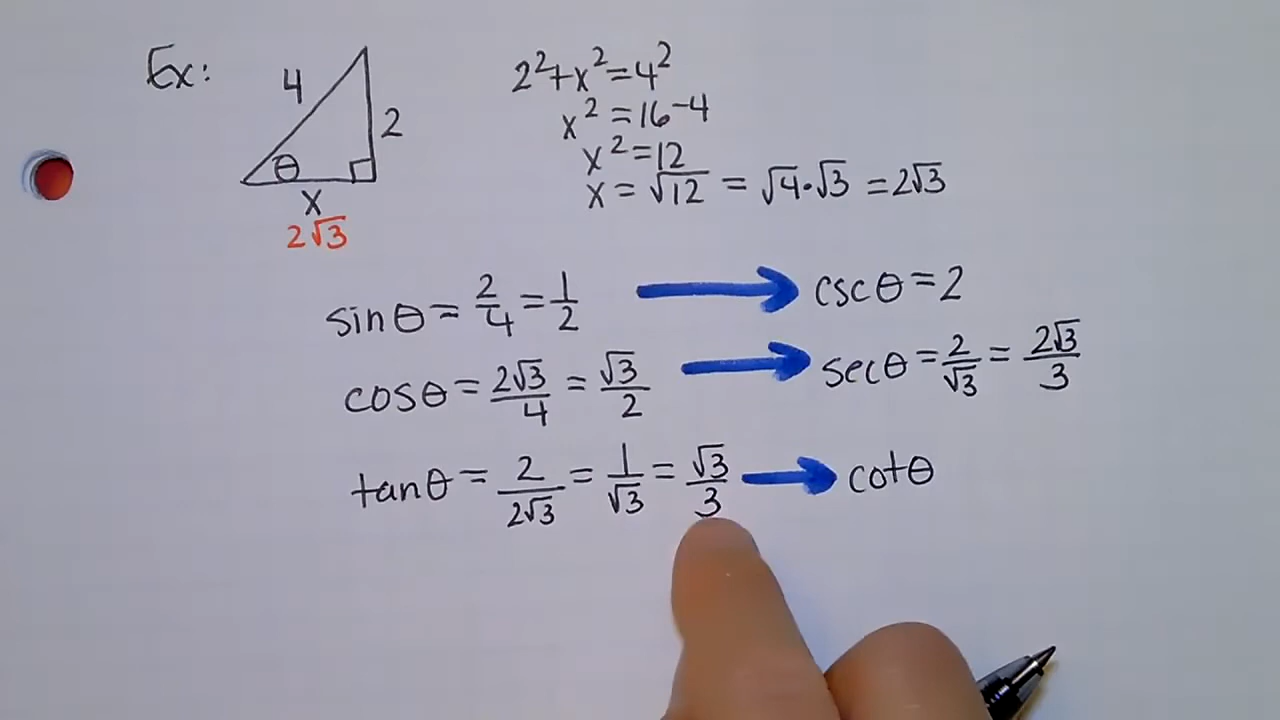 Ex:
4
2
θ
x
2√3
2²+x²=4²
x²=16-4
x²=12
x=√12 = √4·√3 =2√3
sinθ = 2/4 = 1/2 → cscθ=2
cosθ = 2√3/4 = √3/2 → secθ = 2/√3 = 2√3/3
tanθ = 2/2√3 = 1/√3 = √3/3 → cotθ